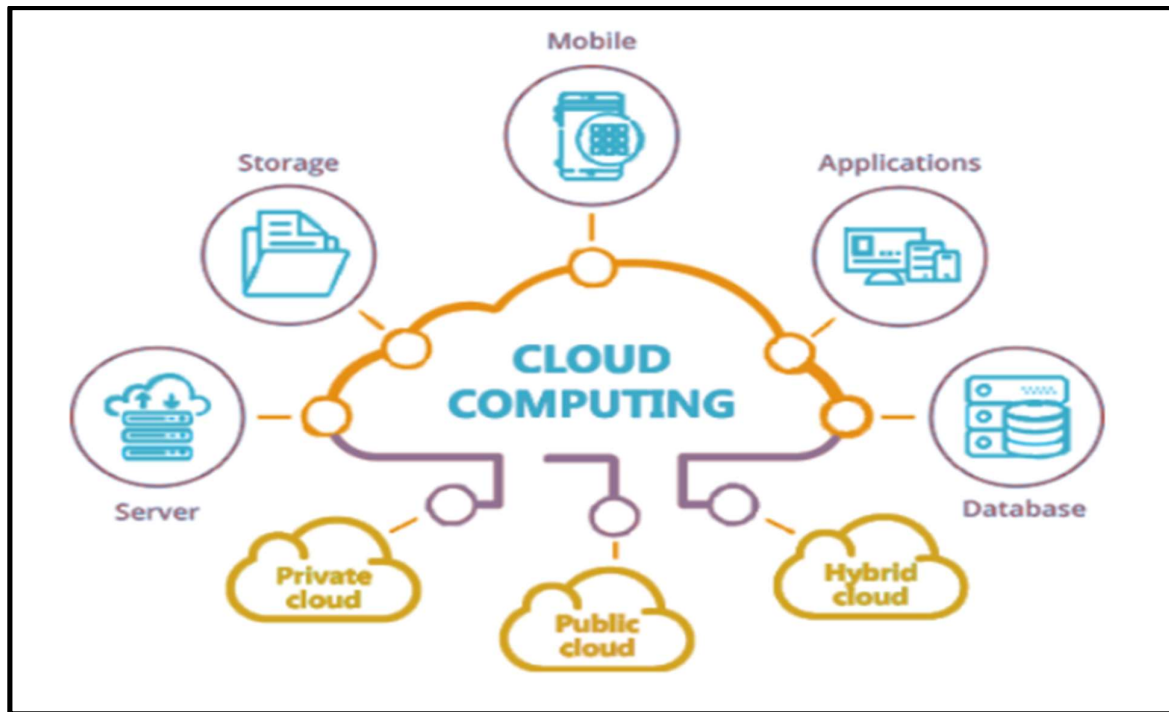 Mobile
Storage
Applications
CLOUD
COMPUTING
Server
Database
Private
cloud
Public
cloud
Hybrid
cloud